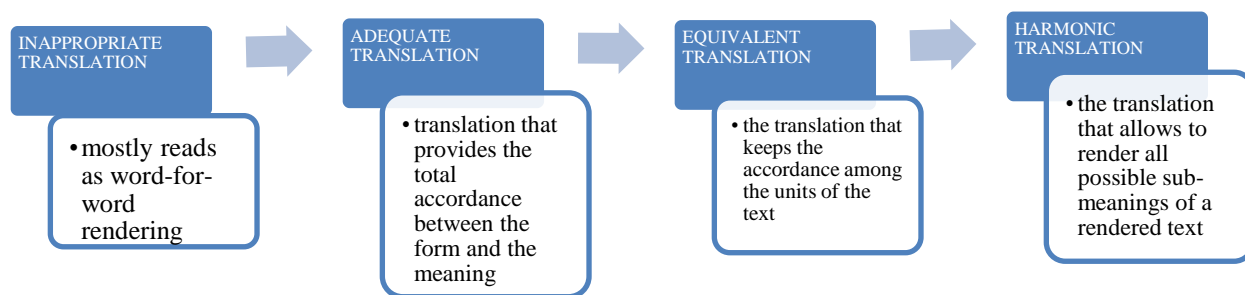 INAPPROPRIATE
TRANSLATION
• mostly reads
as word-for-
word
rendering
ADEQUATE
TRANSLATION
• translation that
provides the
total
accordance
between the
form and the
meaning
EQUIVALENT
TRANSLATION
• the translation that
keeps the
accordance among
the units of the
text
HARMONIC
TRANSLATION
• the translation
that allows to
render all
possible sub-
meanings of a
rendered text